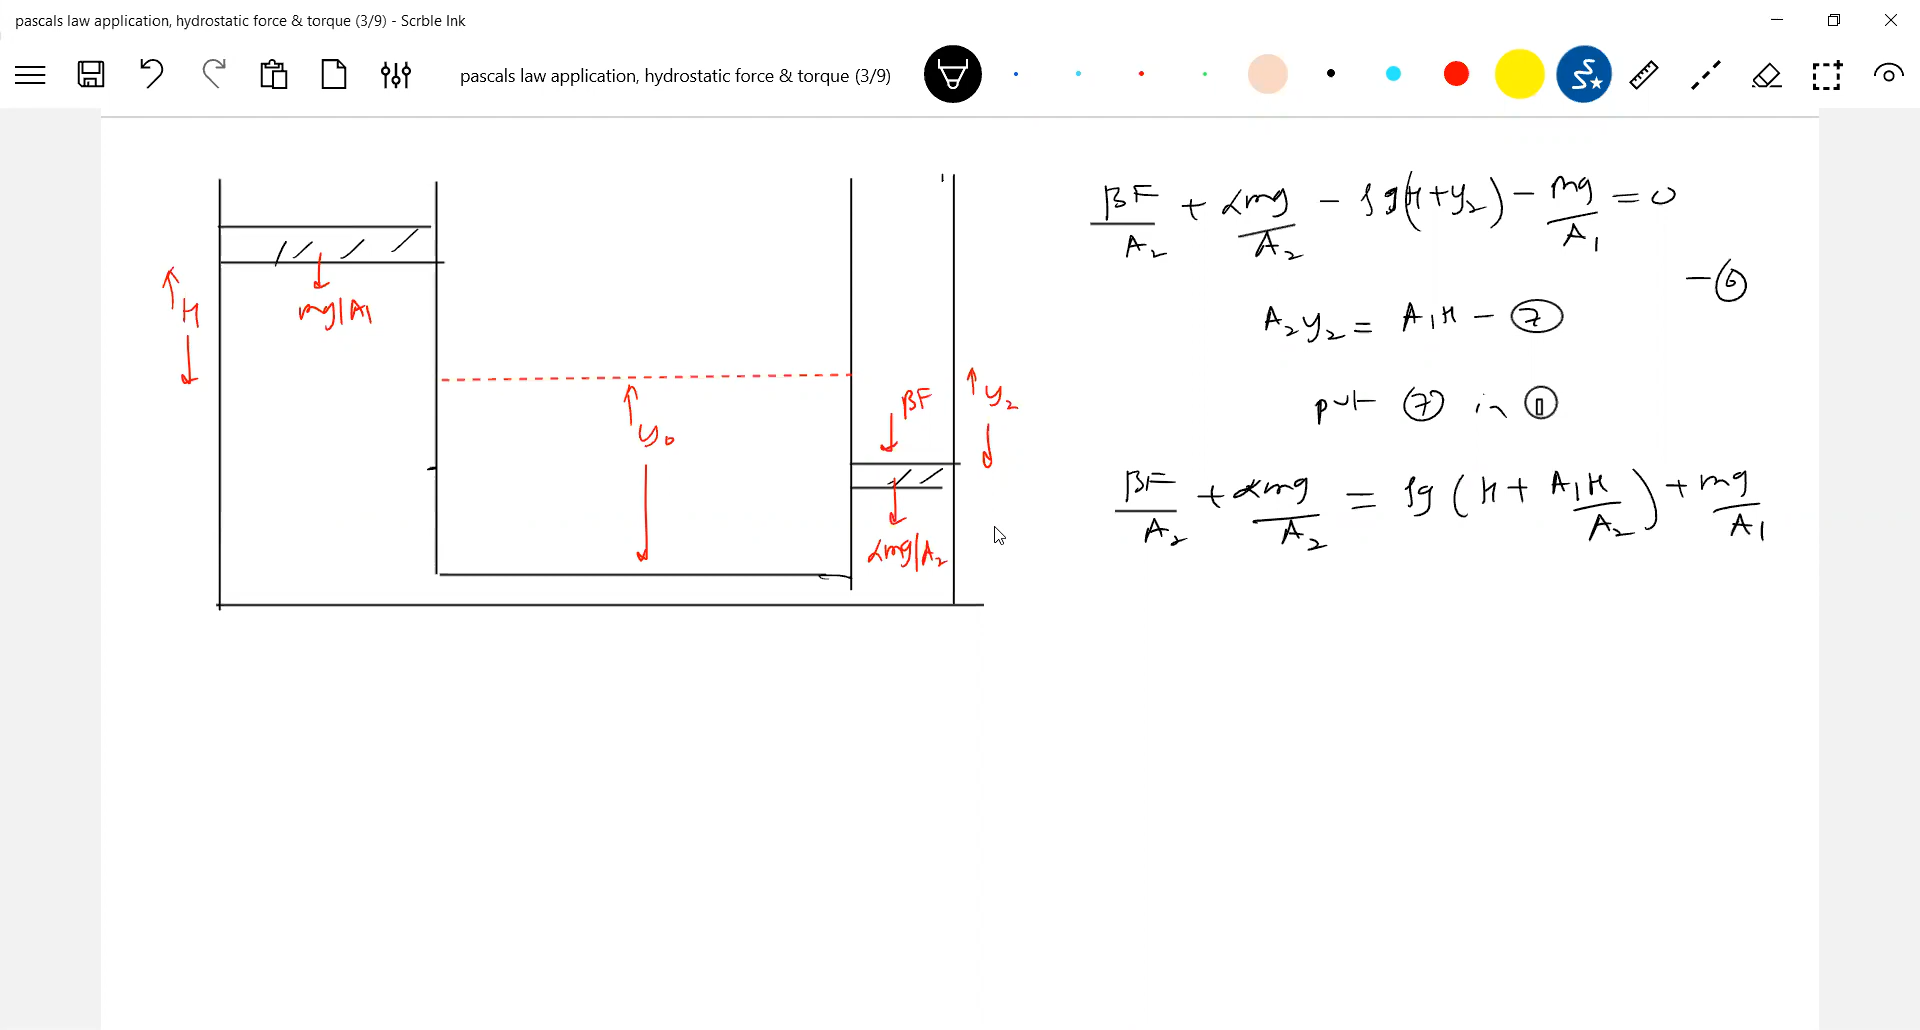 pascals law application, hydrostatic force & torque (3/9) - Scrble Ink
pascals law application, hydrostatic force & torque (3/9)
βF/A₂ + αmg/A₂ - ρg(H+y₂) - mg/A₁ = 0
- ⑥
A₂y₂ = A₁H - ⑦
put ⑦ in
βF/A₂ + αmg/A₂ = ρg(H + A₁H/A₂) + mg/A₁
H
mg/A₁
y₀
βF
y₂
αmg/A₂